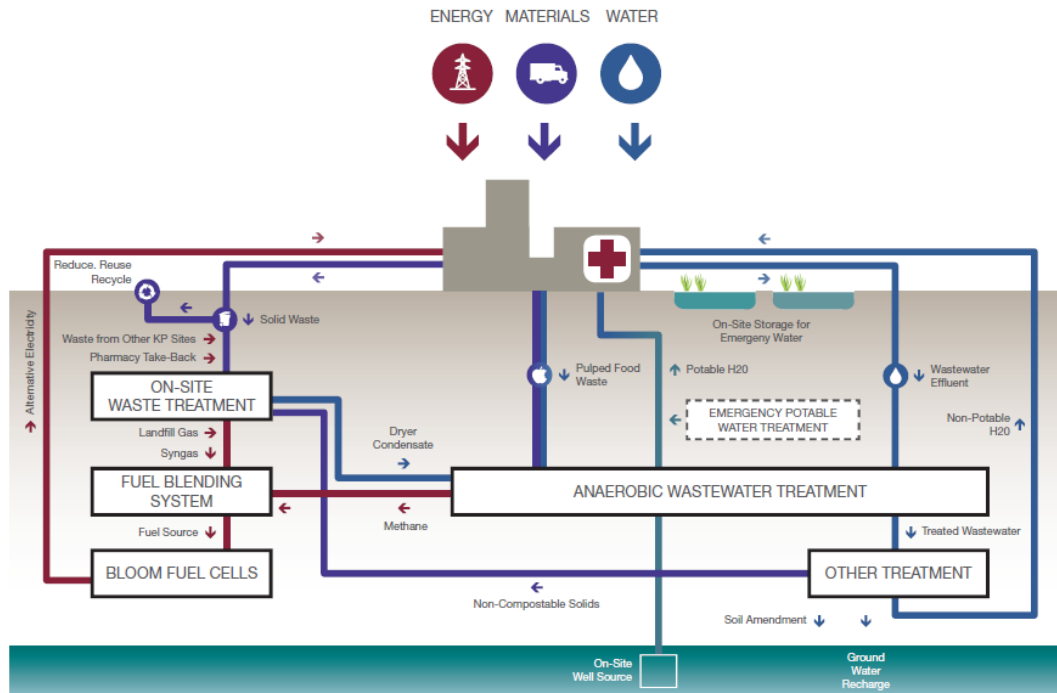 ENERGY MATERIALS WATER
Reduce. Reuse
Recycle
Solid Waste
On-Site Storage for
Emergeny Water
Waste from Other KP Sites
Pharmacy Take-Back
Alternative Electricidy
Pulped Food
Waste
Potable H20
Wastewater
Effluent
ON-SITE
WASTE TREATMENT
EMERGENCY POTABLE
WATER TREATMENT
Non-Potable
H20
Landfill Gas
Syngas
Dryer
Condensate
FUEL BLENDING
SYSTEM
ANAEROBIC WASTEWATER TREATMENT
Methane
Fuel Source
Treated Wastewater
BLOOM FUEL CELLS
OTHER TREATMENT
Non-Compostable Solids
Soil Amendment
On-Site
Well Source
Ground
Water
Recharge